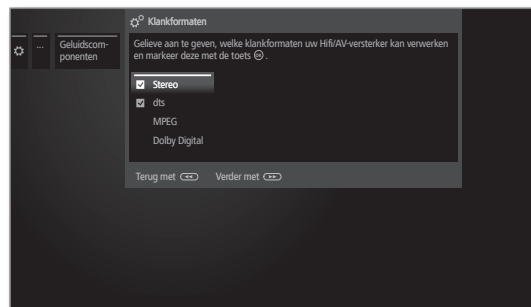 Klankformaten
...
Geluidscom-
ponenten
Gelieve aan te geven, welke klankformaten uw Hifi/AV-versterker kan verwerken
en markeer deze met de toets OK.
Stereo
dts
MPEG
Dolby Digital
Terug met Verder met